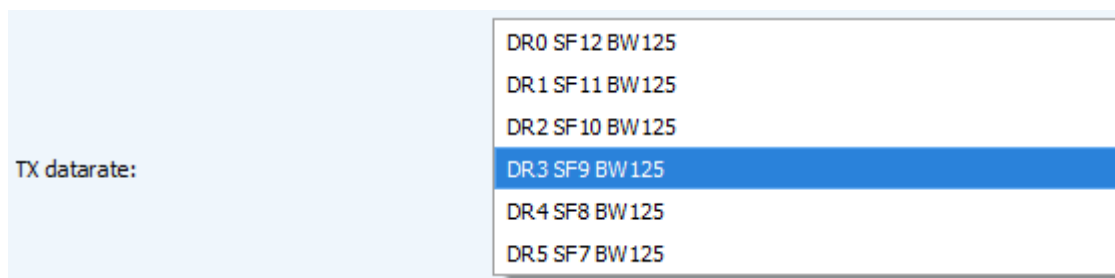 DR0 SF12 BW125
DR1 SF11 BW125
DR2 SF10 BW125
TX datarate:
DR3 SF9 BW125
DR4 SF8 BW125
DR5 SF7 BW125